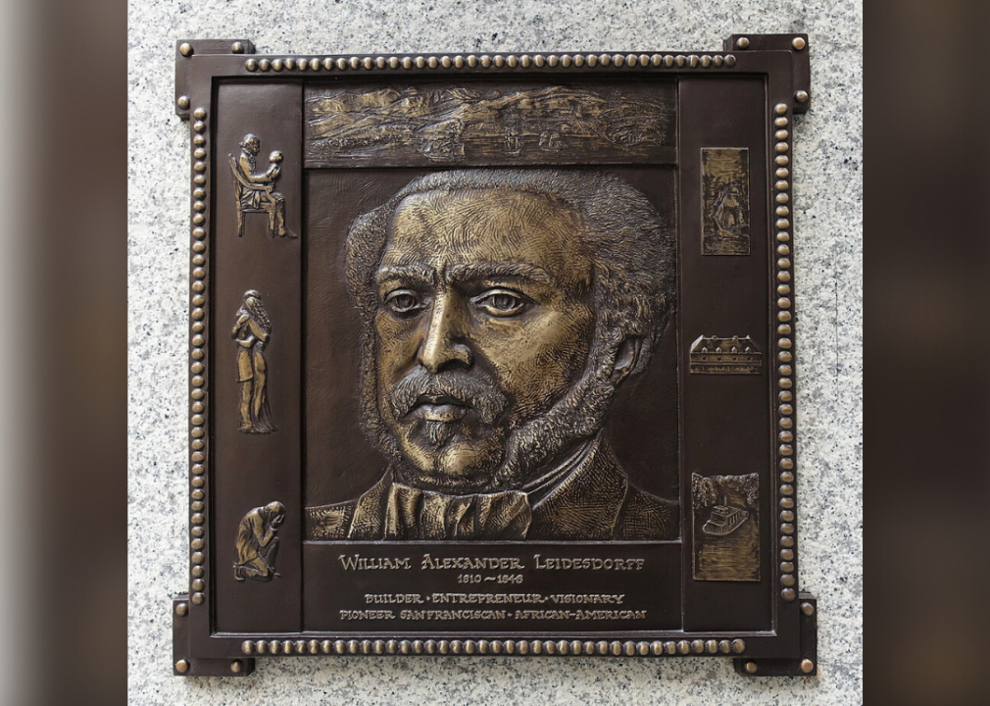 WILLIAM ALEXANDER LEIDESDORFF
1810~1848
BUILDER · ENTREPRENEUR · VISIONARY
PIONEER SAN FRANCISCAN · AFRICAN-AMERICAN